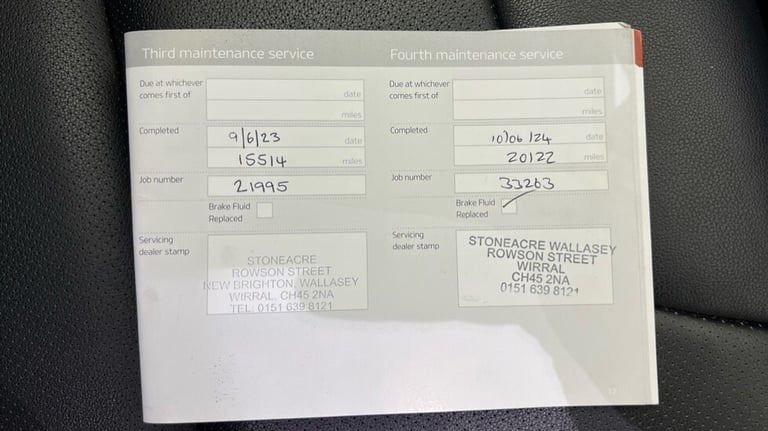 Third maintenance service
Due at whichever
comes first of
date
miles
Completed
9/6/23
date
15514
miles
Job number
21995
Brake Fluid
Replaced
Servicing
dealer stamp
STONEACRE
ROWSON STREET
NEW BRIGHTON, WALLASEY
WIRRAL, CH45 2NA
TEL: 0151 639 8121
Fourth maintenance service
Due at whichever
comes first of
date
miles
Completed
10/06/24
date
20122
miles
Job number
33263
Brake Fluid
Replaced
Servicing
dealer stamp
STONEACRE WALLASEY
ROWSON STREET
WIRRAL
CH45 2NA
0151 639 8121